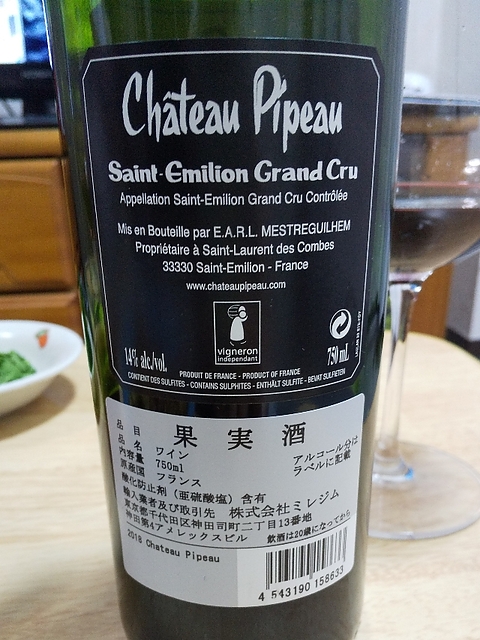 Château Pipeau
Saint-Emilion Grand Cru
Appellation Saint-Emilion Grand Cru Contrôlée
Mis en Bouteille par E.A.R.L. MESTREGUILHEM
Propriétaire à Saint-Laurent des Combes
33330 Saint-Emilion - France
www.chateaupipeau.com
vigneron
indépendant
14% alc/vol.
750 mL
PRODUIT DE FRANCE - PRODUCT OF FRANCE
CONTENT DES SULFITES - CONTAINS SULPHITES - ENTHÄLT SULFITE - BEVAT SULFIETEN
品目 果実酒
品名 ワイン
内容量 750ml
原産国 フランス
アルコール分は
ラベルに記載
酸化防止剤（亜硫酸塩）含有
輸入業者及び取引先 株式会社ミレジム
東京都千代田区神田司町二丁目13番地
神田第4アメレックスビル
飲酒は20歳になってから
2018 Chateau Pipeau
4 543190 158633